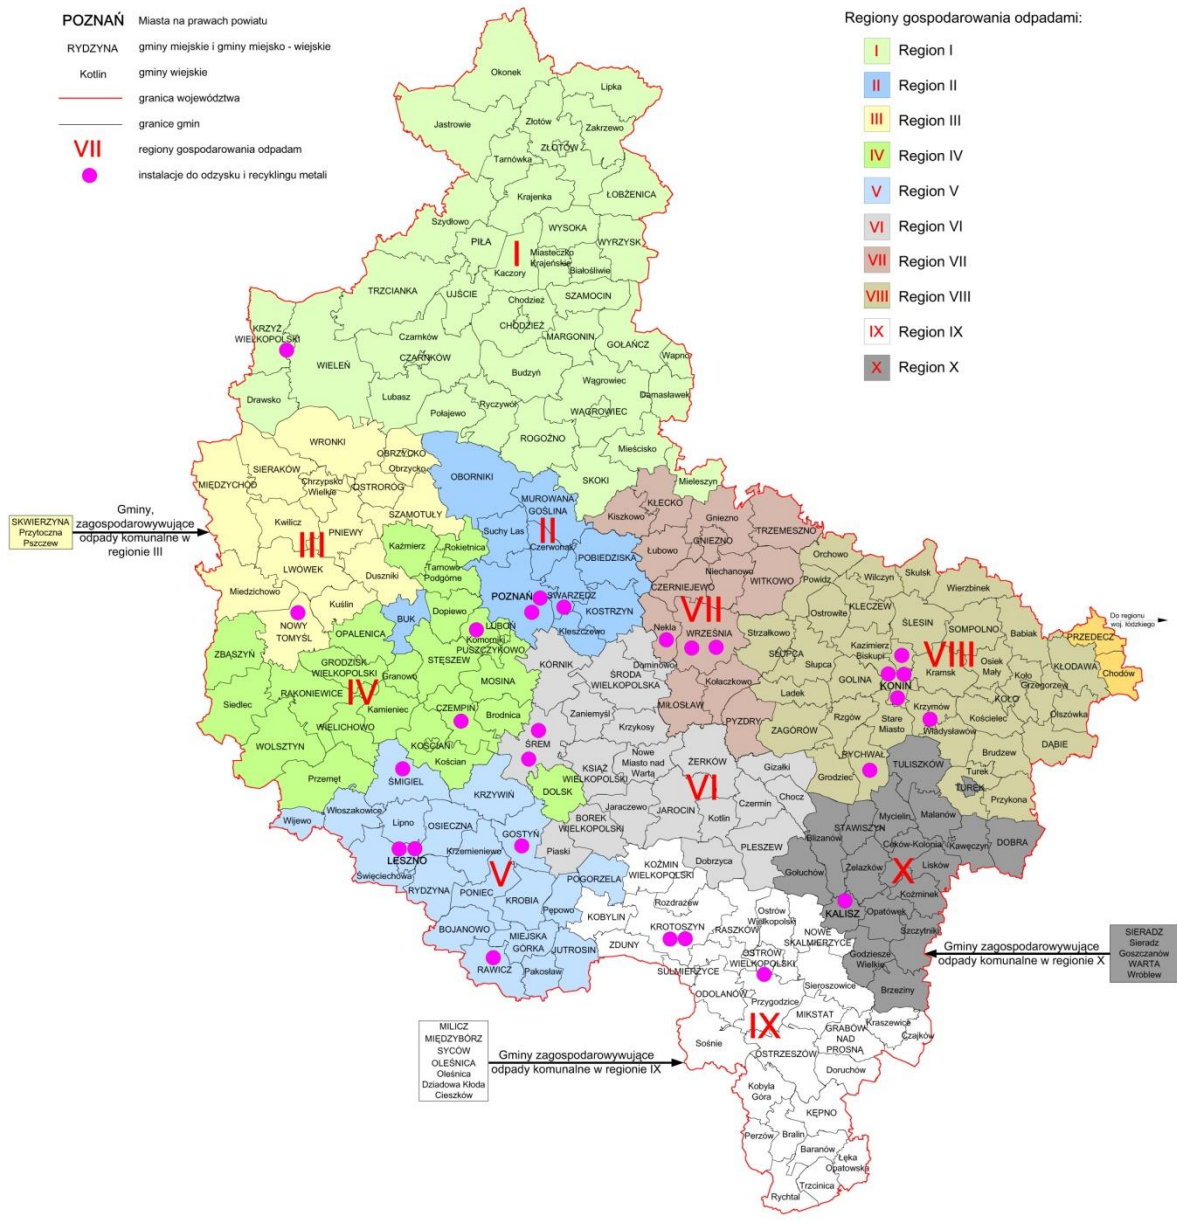 POZNAŃ Miasta na prawach powiatu
RYDZYNA gminy miejskie i gminy miejsko - wiejskie
Kotlin gminy wiejskie
granica województwa
granice gmin
VII regiony gospodarowania odpadam
instalacje do odzysku i recyklingu metali
Regiony gospodarowania odpadami:
I Region I
II Region II
III Region III
IV Region IV
V Region V
VI Region VI
VII Region VII
VIII Region VIII
IX Region IX
X Region X
Okonek
Lipka
Jastrowie
Złotów
Zakrzewo
ZŁOTÓW
Tarnówka
Krajenka
ŁOBŻENICA
Szydłowo
WYSOKA
PIŁA
WYRZYSK
I
Miasteczko
Krajeńskie
Kaczory
Białośliwie
TRZCIANKA
UJŚCIE
SZAMOCIN
Chodzież
CHODZIEŻ
KRZYŻ
WIELKOPOLSKI
Czarnków
CZARNKÓW
MARGONIN
GOŁAŃCZ
Wapno
WIELEŃ
Budzyń
Wągrowiec
Damasławek
Drawsko
Lubasz
Połajewo
Ryczywół
WĄGROWIEC
ROGOŹNO
Mieścisko
SKOKI
Mieleszyn
WRONKI
OBRZYCKO
Obrzycko
SIERAKÓW
MIĘDZYCHÓD
Chrzypsko
Wielkie
OSTRORÓG
SZAMOTUŁY
Kwilicz
PNIEWY
III
LWÓWEK
Duszniki
Miedzichowo
Kuślin
NOWY
TOMYŚL
SKWIERZYNA
Przytoczna
Pszczew
Gminy,
zagospodarowywujące
odpady komunalne w
regionie III
OBORNIKI
MUROWANA
GOŚLINA
II
Suchy Las
Czerwonak
POBIEDZISKA
POZNAŃ
SWARZĘDZ
KOSTRZYN
Kleszczewo
BUK
Kaźmierz
Rokietnica
Tarnowo
Podgórne
Dopiewo
LUBOŃ
Komorniki
PUSZCZYKOWO
OPALENICA
ZBĄSZYŃ
GRODZISK
WIELKOPOLSKI
Granowo
STĘSZEW
MOSINA
RAKONIEWICE
IV
Kamieniec
Siedlec
WIELICHOWO
CZEMPIŃ
Brodnica
WOLSZTYN
KOŚCIAN
Kościan
Przemęt
DOLSK
KŁECKO
Kiszkowo
Gniezno
TRZEMESZNO
Łubowo
GNIEZNO
Niechanowo
WITKOWO
CZERNIEJEWO
VII
Nekla
WRZEŚNIA
Dominowo
Kołaczkowo
MIŁOSŁAW
PYZDRY
Orchowo
Skulsk
Wilczyn
Powidz
Wierzbinek
KLECZEW
Ostrowite
ŚLESIN
SOMPOLNO
Babiak
Strzałkowo
SŁUPCA
Kazimierz
Biskupi
VIII
PRZEDECZ
Chodów
KŁODAWA
Słupca
Osiek
Mały
Koło
GOLINA
KONIN
Kramsk
Grzegorzew
Lądek
KOŁO
Krzymów
Olszówka
Rzgów
Stare
Miasto
Kościelec
ZAGÓRÓW
Władysławów
DĄBIE
RYCHWAŁ
Brudzew
Grodziec
Turek
TUREK
Przykona
Do regionu
woj. łódzkiego
KÓRNIK
ŚRODA
WIELKOPOLSKA
Zaniemyśl
Krzykosy
ŚREM
KSIĄŻ
WIELKOPOLSKI
Nowe
Miasto nad
Wartą
ŻERKÓW
Gizałki
VI
Chocz
Jaraczewo
JAROCIN
Czermin
Kotlin
BOREK
WIELKOPOLSKI
PLESZEW
Piaski
Dobrzyca
ŚMIGIEL
KRZYWIŃ
Włoszakowice
Wijewo
Lipno
OSIECZNA
GOSTYŃ
LESZNO
Krzemieniewo
Święciechowa
V
RYDZYNA
PONIEC
KROBIA
POGORZELA
Pępowo
BOJANOWO
MIEJSKA
GÓRKA
JUTROSIN
RAWICZ
Pakosław
TULISZKÓW
Mycielin
Malanów
STAWISZYN
Blizanów
Ceków-Kolonia
Kawęczyn
DOBRA
Żelazków
X
Lisków
Gołuchów
Koźminek
KALISZ
Opatówek
Szczytniki
Godziesze
Wielkie
Brzeziny
Gminy zagospodarowywujące
odpady komunalne w regionie X
SIERADZ
Sieradz
Goszczanów
WARTA
Wróblew
KOŹMIN
WIELKOPOLSKI
Rozdrażew
KOBYLIN
Ostrów
Wielkopolski
KROTOSZYN
RASZKÓW
NOWE
SKALMIERZYCE
ZDUNY
OSTRÓW
WIELKOPOLSKI
SULMIERZYCE
Sieroszowice
ODOLANÓW
Przygodzice
MIKSTAT
IX
Kraszewice
GRABÓW
NAD
PROSNĄ
Czajków
Sośnie
OSTRZESZÓW
Doruchów
Kobyla
Góra
KĘPNO
Perzów
Bralin
Baranów
Łęka
Opatowska
Trzcinica
Rychtal
MILICZ
MIĘDZYBÓRZ
SYCÓW
OLEŚNICA
Oleśnica
Dziadowa Kłoda
Cieszków
Gminy zagospodarowywujące
odpady komunalne w regionie IX